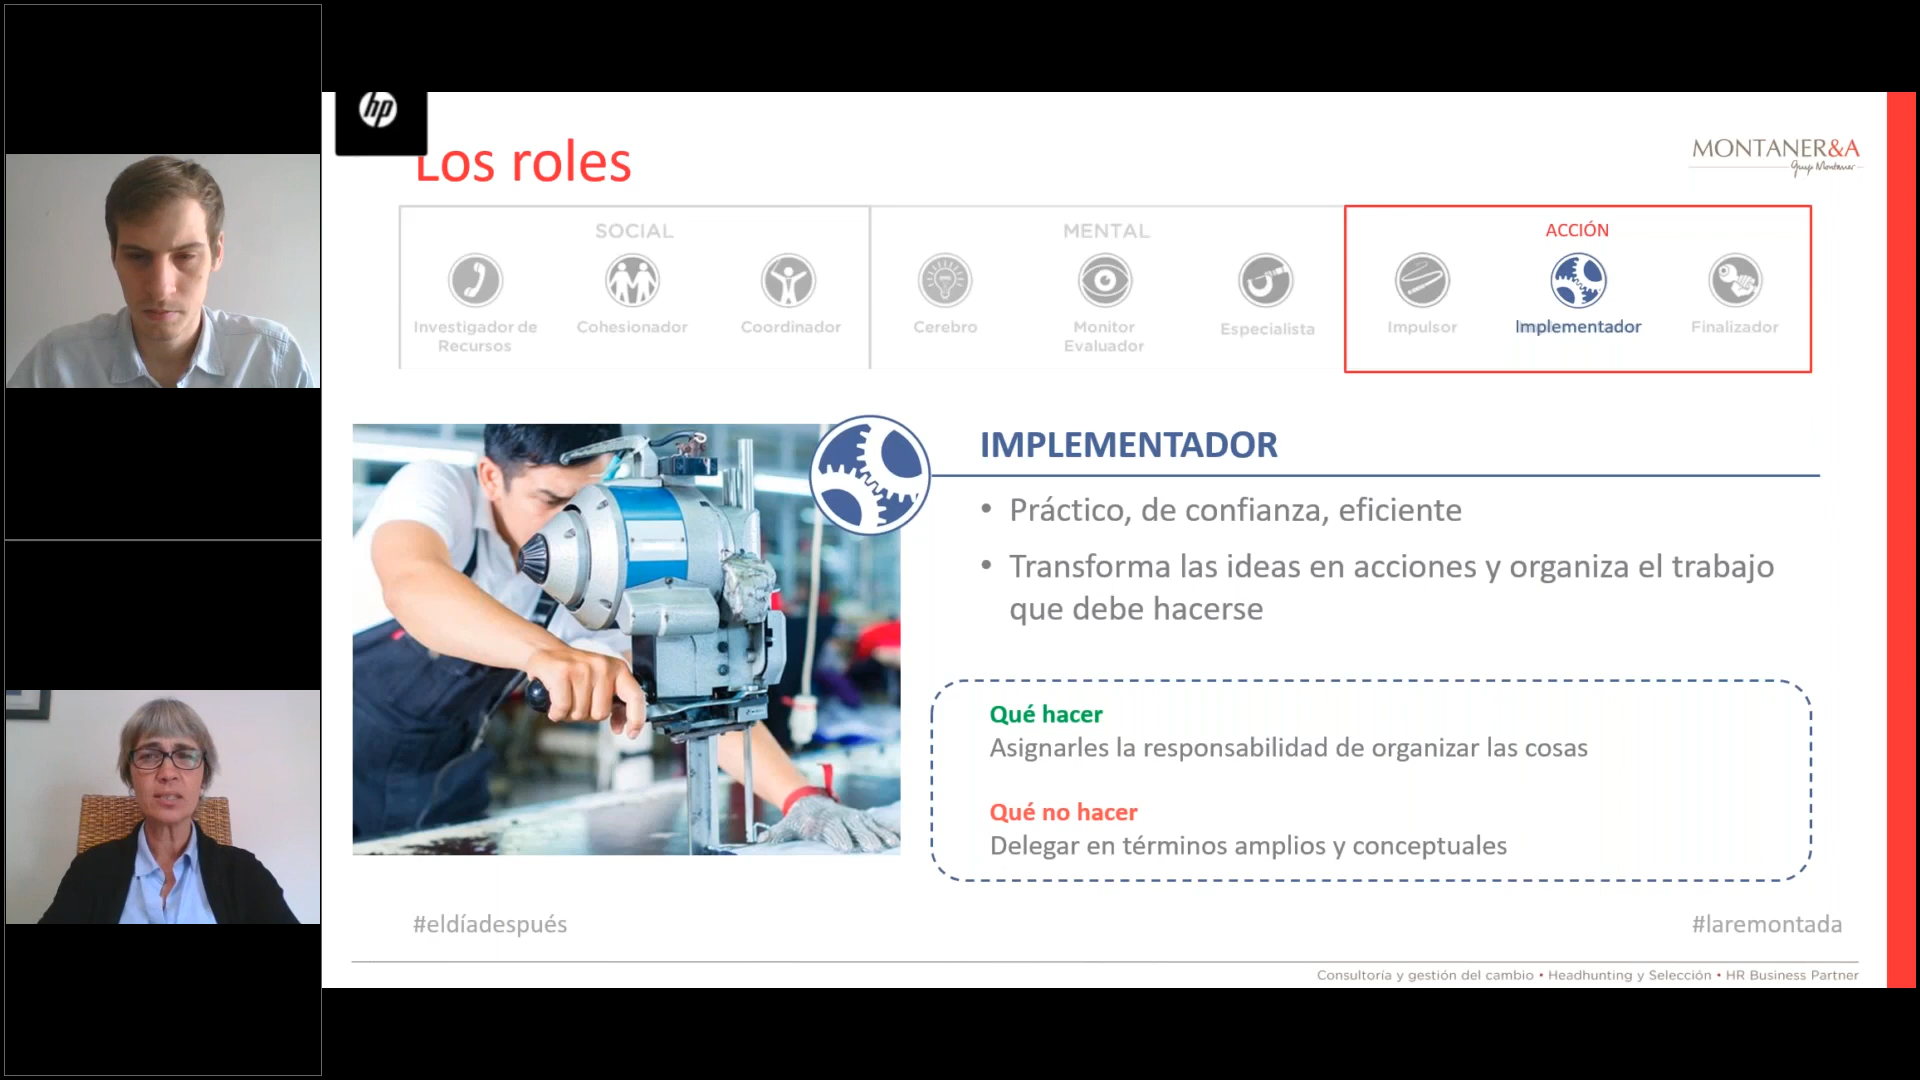 hp
Los roles
MONTANER&A
Grup Montaner
SOCIAL
Investigador de
Recursos
Cohesionador
Coordinador
MENTAL
Cerebro
Monitor
Evaluador
Especialista
ACCIÓN
Impulsor
Implementador
Finalizador
IMPLEMENTADOR
• Práctico, de confianza, eficiente
• Transforma las ideas en acciones y organiza el trabajo
que debe hacerse
Qué hacer
Asignarles la responsabilidad de organizar las cosas
Qué no hacer
Delegar en términos amplios y conceptuales
#eldíadespués
#laremontada
Consultoría y gestión del cambio • Headhunting y Selección • HR Business Partner